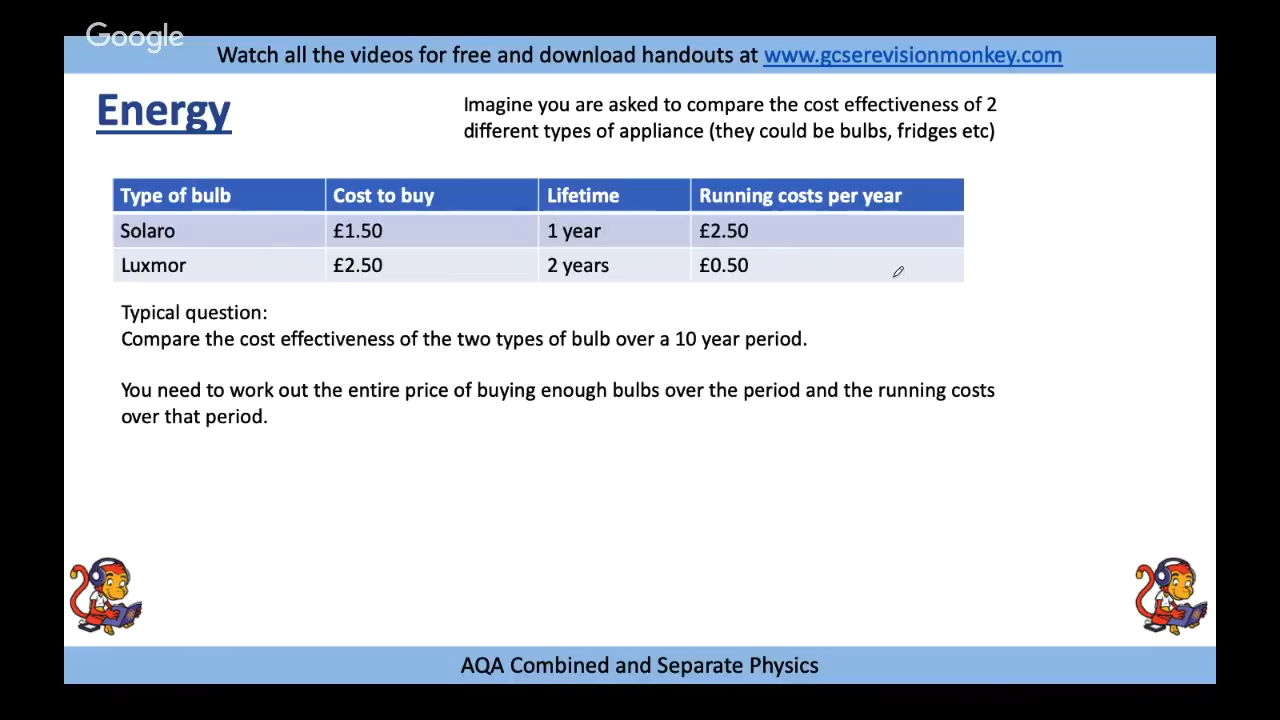 Google
Watch all the videos for free and download handouts at www.gcserevisionmonkey.com
Energy
Imagine you are asked to compare the cost effectiveness of 2
different types of appliance (they could be bulbs, fridges etc)
Type of bulb Cost to buy Lifetime Running costs per year
Solaro £1.50 1 year £2.50
Luxmor £2.50 2 years £0.50
Typical question:
Compare the cost effectiveness of the two types of bulb over a 10 year period.
You need to work out the entire price of buying enough bulbs over the period and the running costs
over that period.
AQA Combined and Separate Physics